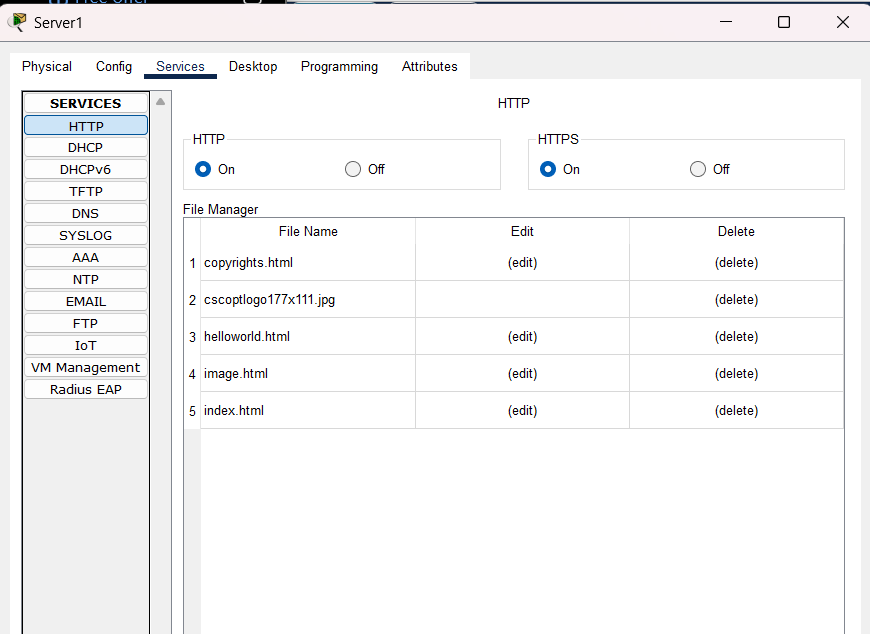 Server1
Physical Config Services Desktop Programming Attributes
SERVICES
HTTP
DHCP
DHCPv6
TFTP
DNS
SYSLOG
AAA
NTP
EMAIL
FTP
IoT
VM Management
Radius EAP
HTTP
HTTP
On Off
HTTPS
On Off
File Manager
File Name Edit Delete
1 copyrights.html (edit) (delete)
2 cscoptlogo177x111.jpg (delete)
3 helloworld.html (edit) (delete)
4 image.html (edit) (delete)
5 index.html (edit) (delete)